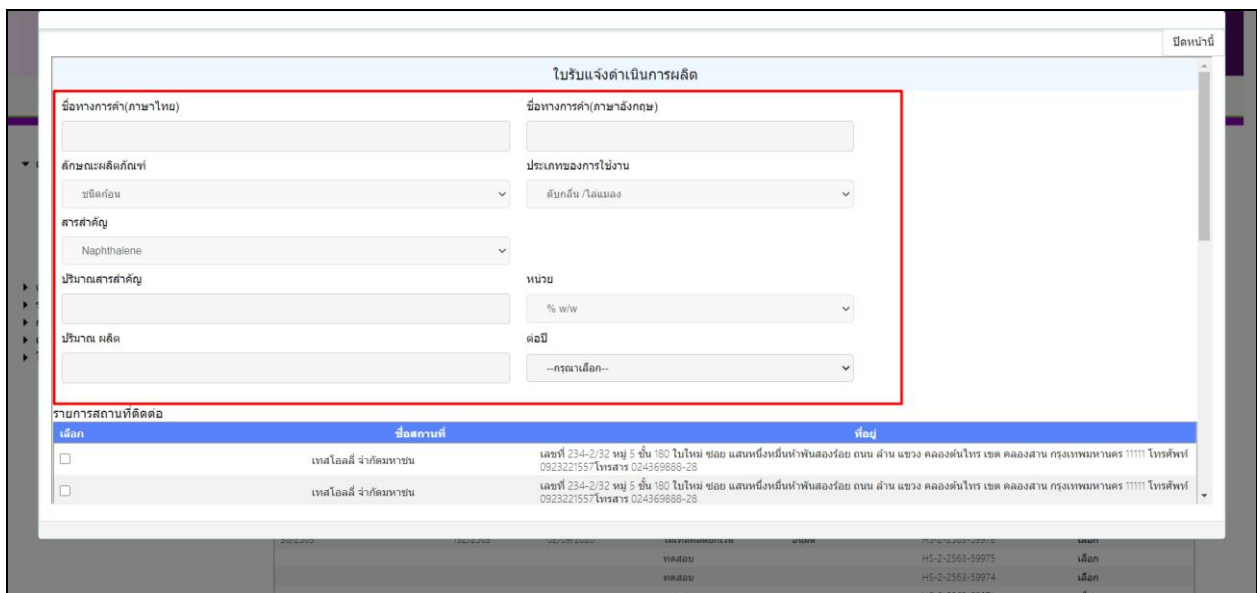 ปิดหน้านี้
ใบรับแจ้งดำเนินการผลิต
ชื่อทางการค้า(ภาษาไทย) ชื่อทางการค้า(ภาษาอังกฤษ)
ลักษณะผลิตภัณฑ์ ประเภทของการใช้งาน
ชนิดก้อน ดับกลิ่น /ไล่แมลง
สารสำคัญ
Naphthalene
ปริมาณสารสำคัญ หน่วย
% w/w
ปริมาณ ผลิต ต่อปี
--กรุณาเลือก--
รายการสถานที่ติดต่อ
เลือก ชื่อสถานที่ ที่อยู่
เทสโอลลี่ จำกัดมหาชน เลขที่ 234-2/32 หมู่ 5 ชั้น 180 ใบใหม่ ซอย แสนหนึ่งหมื่นห้าพันสองร้อย ถนน ล้าน แขวง คลองต้นไทร เขต คลองสาน กรุงเทพมหานคร 11111 โทรศัพท์
0923221557โทรสาร 024369888-28
เทสโอลลี่ จำกัดมหาชน เลขที่ 234-2/32 หมู่ 5 ชั้น 180 ใบใหม่ ซอย แสนหนึ่งหมื่นห้าพันสองร้อย ถนน ล้าน แขวง คลองต้นไทร เขต คลองสาน กรุงเทพมหานคร 11111 โทรศัพท์
0923221557โทรสาร 024369888-28
ทดสอบ HS-2-2563-59975 เลือก
ทดสอบ HS-2-2563-59974 เลือก